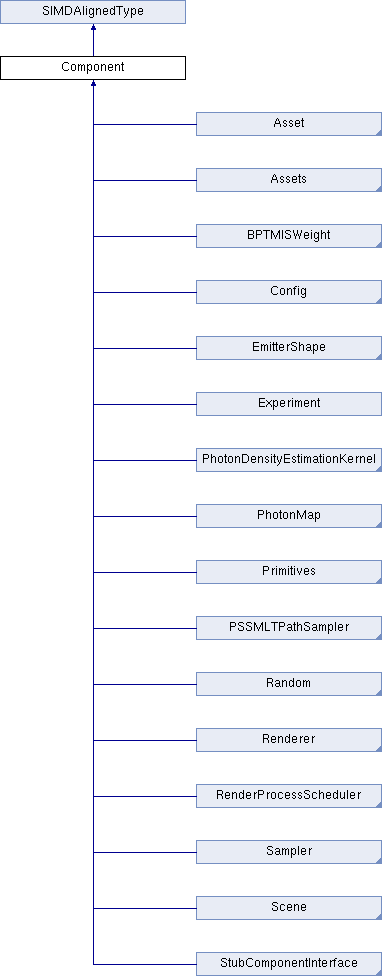 SIMDAlignedType
Component
Asset
Assets
BPTMISWeight
Config
EmitterShape
Experiment
PhotonDensityEstimationKernel
PhotonMap
Primitives
PSSMLTPathSampler
Random
Renderer
RenderProcessScheduler
Sampler
Scene
StubComponentInterface